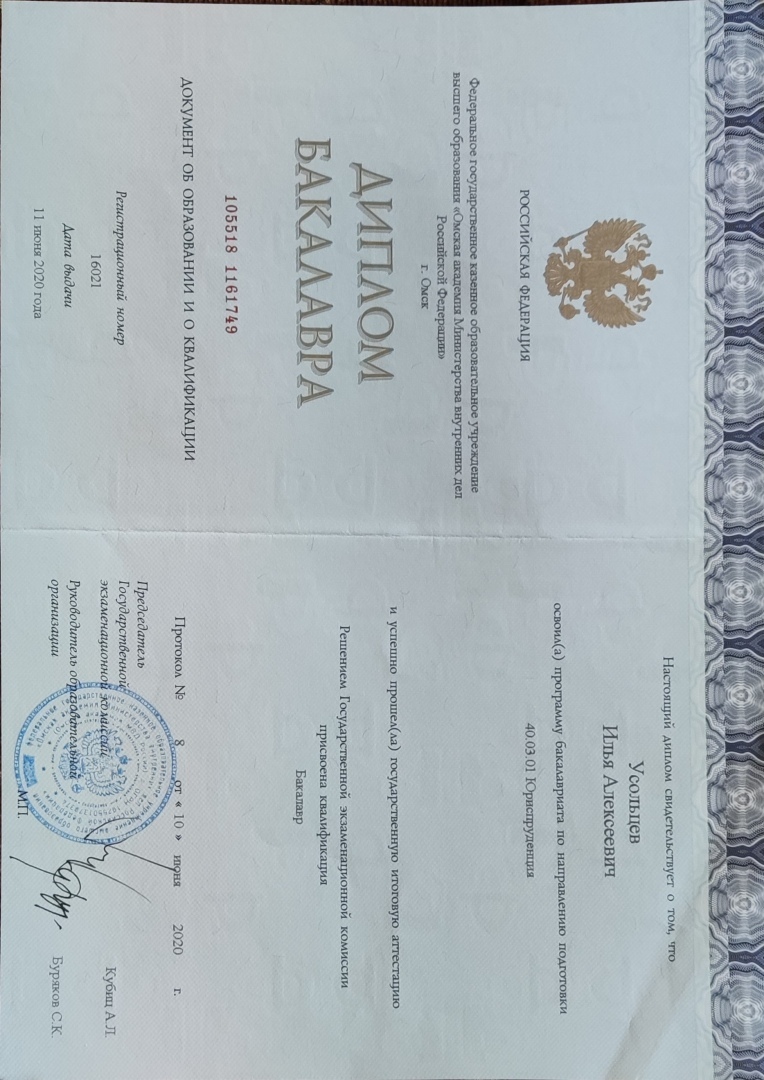 РОССИЙСКАЯ ФЕДЕРАЦИЯ
Федеральное государственное казенное образовательное учреждение
высшего образования «Омская академия Министерства внутренних дел
Российской Федерации»
г. Омск
ДИПЛОМ
БАКАЛАВРА
105518 1161749
ДОКУМЕНТ ОБ ОБРАЗОВАНИИ И О КВАЛИФИКАЦИИ
Регистрационный номер
16021
Дата выдачи
11 июня 2020 года
Настоящий диплом свидетельствует о том, что
Усольцев
Илья Алексеевич
освоил(а) программу бакалавриата по направлению подготовки
40.03.01 Юриспруденция
и успешно прошел(ла) государственную итоговую аттестацию
Решением Государственной экзаменационной комиссии
присвоена квалификация
Бакалавр
Протокол № 8 от « 10 » июня 2020 г.
Председатель
Государственной
экзаменационной комиссии
Кубиц А.Л.
Руководитель образовательной
организации
Буряков С.К.
М.П.